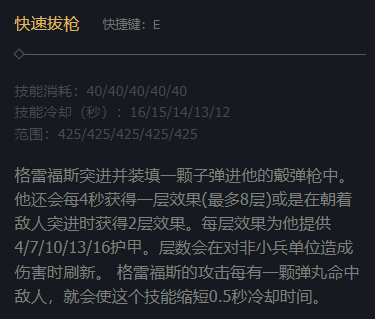 快速拔枪 快捷键：E
技能消耗：40/40/40/40/40
技能冷却（秒）：16/15/14/13/12
范围：425/425/425/425/425
格雷福斯突进并装填一颗子弹进他的霰弹枪中。
他还会每4秒获得一层效果(最多8层)或是在朝着
敌人突进时获得2层效果。每层效果为他提供
4/7/10/13/16护甲。层数会在对非小兵单位造成
伤害时刷新。 格雷福斯的攻击每有一颗弹丸命中
敌人，就会使这个技能缩短0.5秒冷却时间。